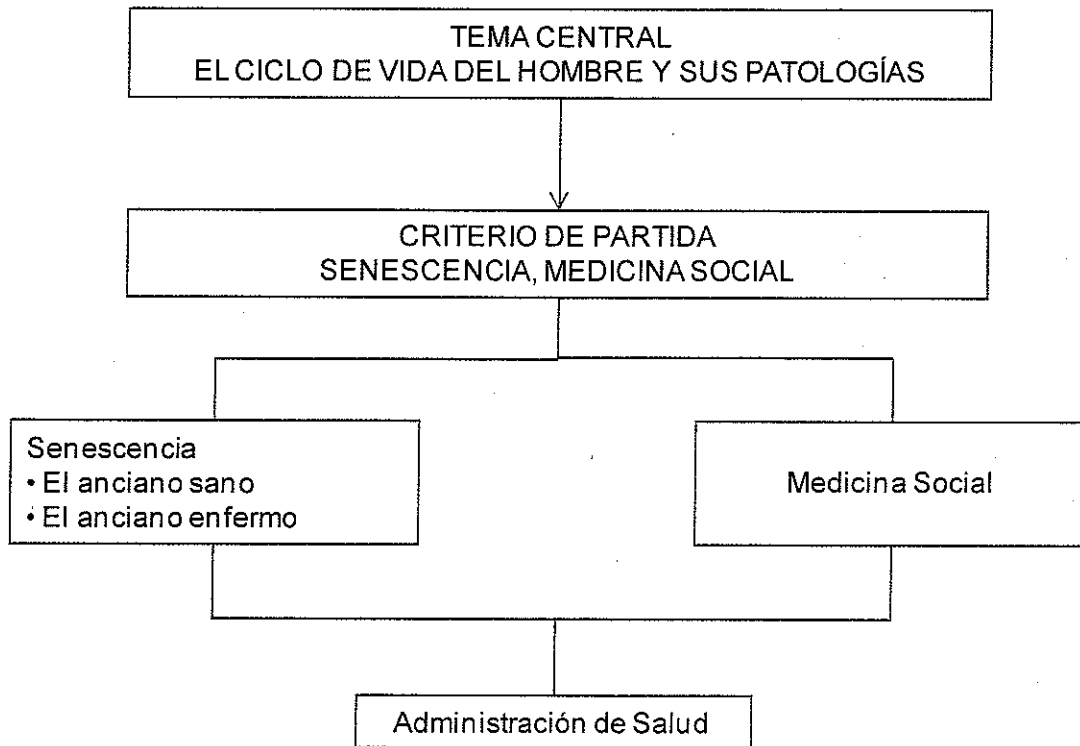 TEMA CENTRAL
EL CICLO DE VIDA DEL HOMBRE Y SUS PATOLOGÍAS
CRITERIO DE PARTIDA
SENESCENCIA, MEDICINA SOCIAL
Senescencia
• El anciano sano
• El anciano enfermo
Medicina Social
Administración de Salud